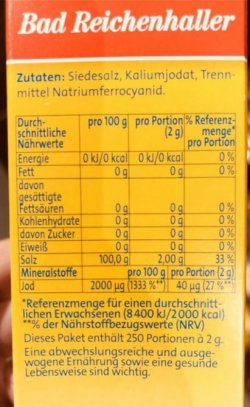 Bad Reichenhaller
Zutaten: Siedesalz, Kaliumjodat, Trenn-
mittel Natriumferrocyanid.
Durch-
schnittliche
Nährwerte
pro 100 g
pro Portion
(2 g)
% Referenz-
menge*
pro Portion
Energie 0 kJ/0 kcal 0 kJ/0 kcal 0 %
Fett 0 g 0 g 0 %
davon
gesättigte
Fettsäuren 0 g 0 g 0 %
Kohlenhydrate 0 g 0 g 0 %
davon Zucker 0 g 0 g 0 %
Eiweiß 0 g 0 g 0 %
Salz 100,0 g 2,00 g 33 %
Mineralstoffe pro 100 g pro Portion (2 g)
Jod 2000 µg (1333 %**) 40 µg (27 %**)
*Referenzmenge für einen durchschnitt-
lichen Erwachsenen (8 400 kJ/2 000 kcal)
**% der Nährstoffbezugswerte (NRV)
Dieses Paket enthält 250 Portionen à 2 g.
Eine abwechslungsreiche und ausge-
wogene Ernährung sowie eine gesunde
Lebensweise sind wichtig.